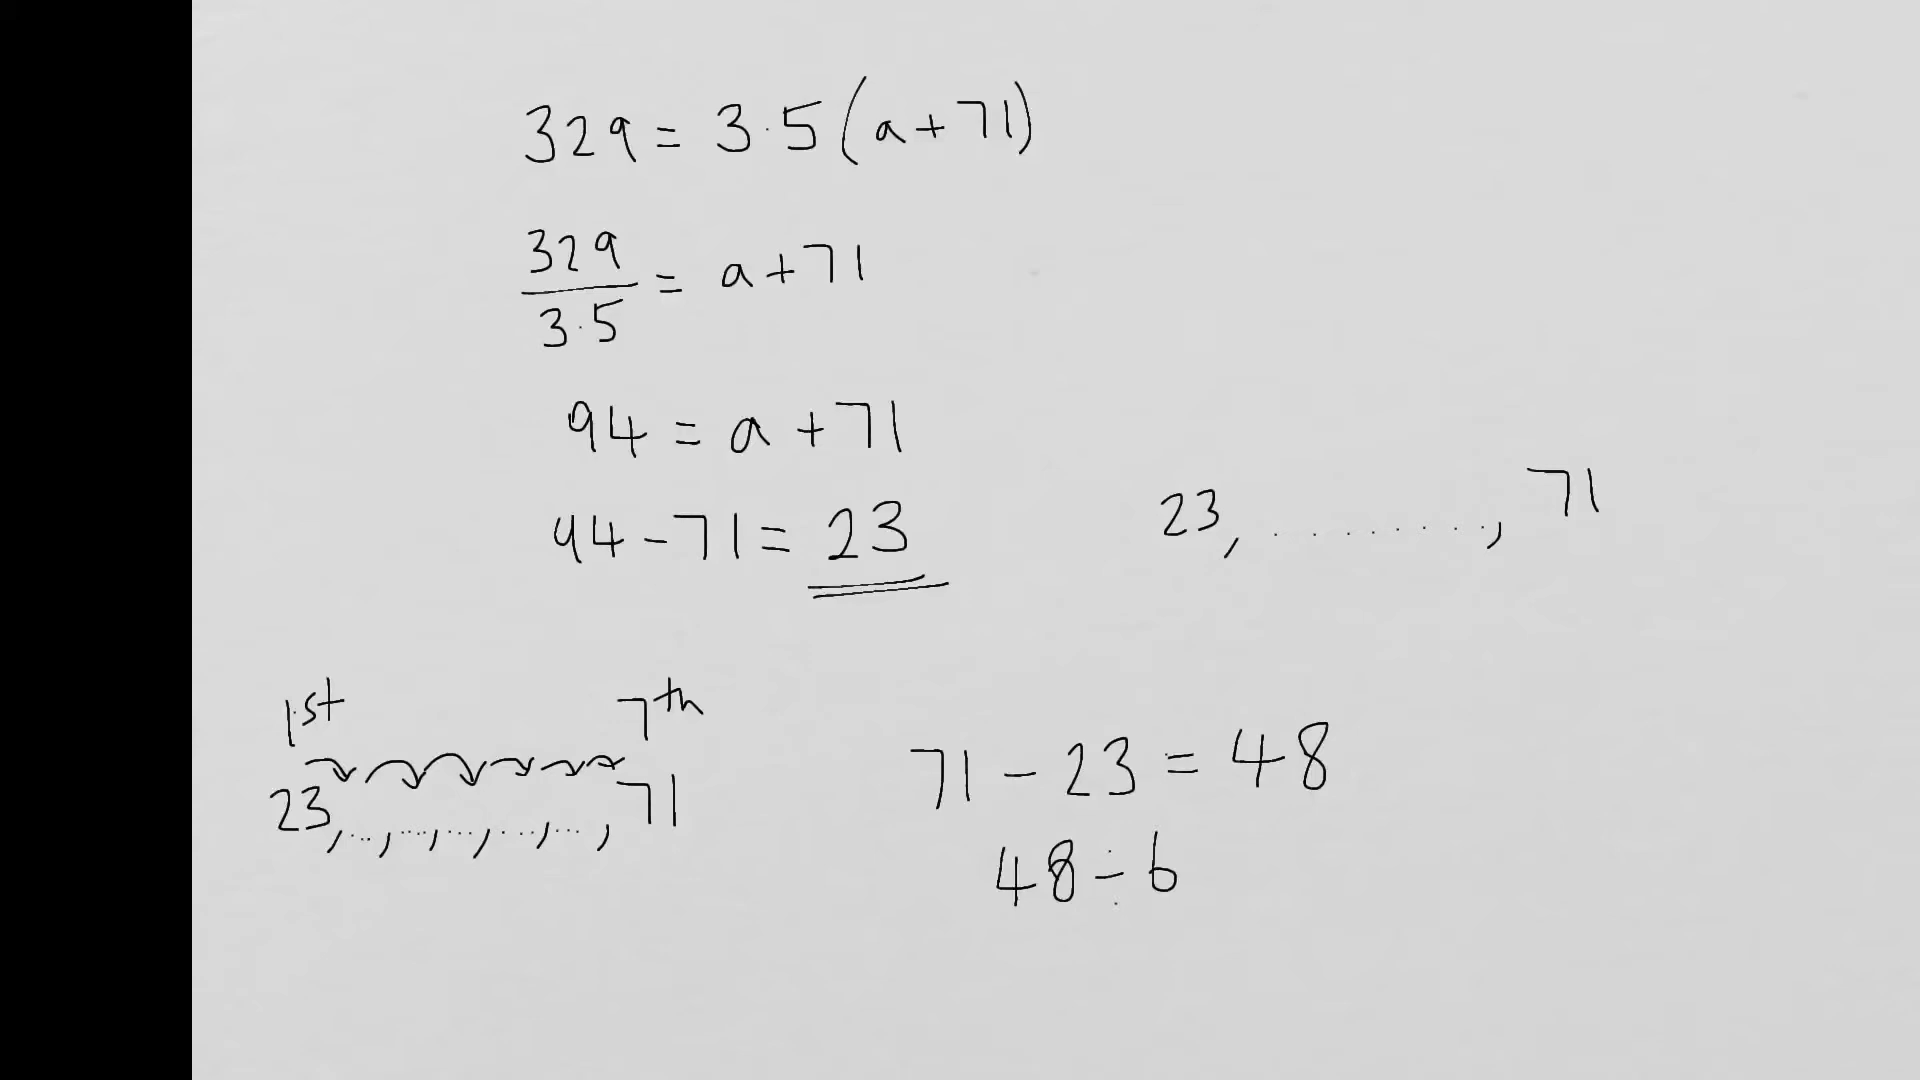 329 = 3.5(a+71)
329/3.5 = a+71
94 = a+71
94-71 = 23
23, ........., 71
1st 7th
23,...,....,...,....,...,71
71-23 = 48
48÷6